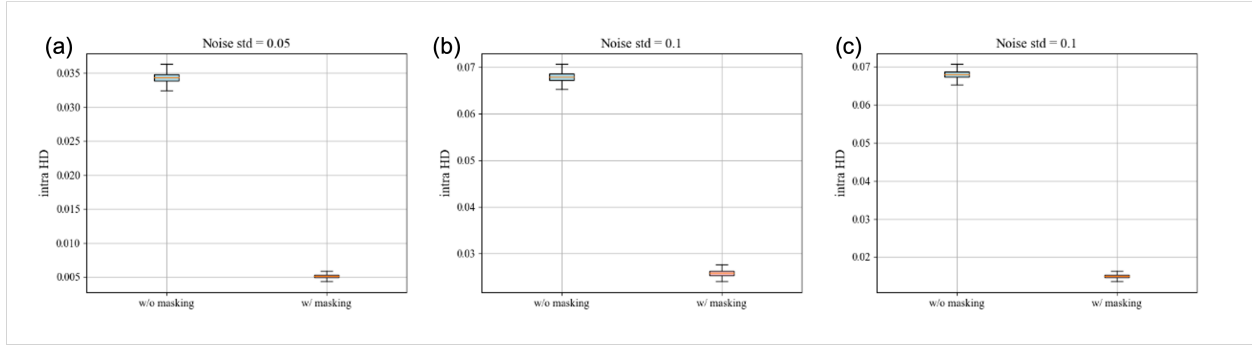 (a)
Noise std = 0.05
intra HD
0.035
0.030
0.025
0.020
0.015
0.010
0.005
w/o masking
w/ masking
(b)
Noise std = 0.1
intra HD
0.07
0.06
0.05
0.04
0.03
w/o masking
w/ masking
(c)
Noise std = 0.1
intra HD
0.07
0.06
0.05
0.04
0.03
0.02
w/o masking
w/ masking